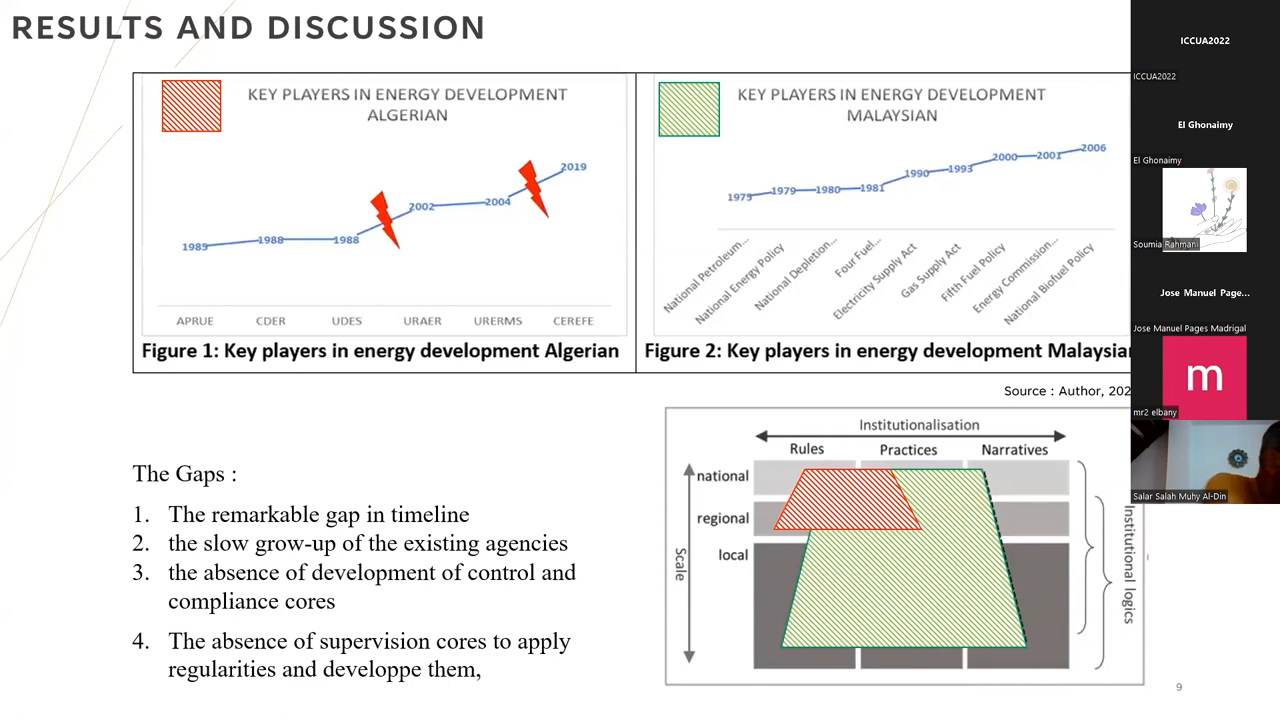 RESULTS AND DISCUSSION
KEY PLAYERS IN ENERGY DEVELOPMENT
ALGERIAN
1985
1988
1988
2002
2004
2019
APRUE
CDER
UDES
URAER
URERMS
CEREFE
Figure 1: Key players in energy development Algerian
KEY PLAYERS IN ENERGY DEVELOPMENT
MALAYSIAN
1975
1979
1980
1981
1990
1993
2000
2001
2006
National Petroleum...
National Energy Policy
National Depletion...
Four Fuel...
Electricity Supply Act
Gas Supply Act
Fifth Fuel Policy
Energy Commission...
National Biofuel Policy
Figure 2: Key players in energy development Malaysian
Source : Author, 202
The Gaps :
1. The remarkable gap in timeline
2. the slow grow-up of the existing agencies
3. the absence of development of control and
compliance cores
4. The absence of supervision cores to apply
regularities and developpe them,
Institutionalisation
Rules
Practices
Narratives
national
regional
local
Scale
Institutional logics
9
ICCUA2022
ICCUA2022
El Ghonaimy
El Ghonaimy
Soumia Rahmani
Jose Manuel Page...
Jose Manuel Pages Madrigal
m
mr2 elbany
Salar Salah Muhy Al-Din